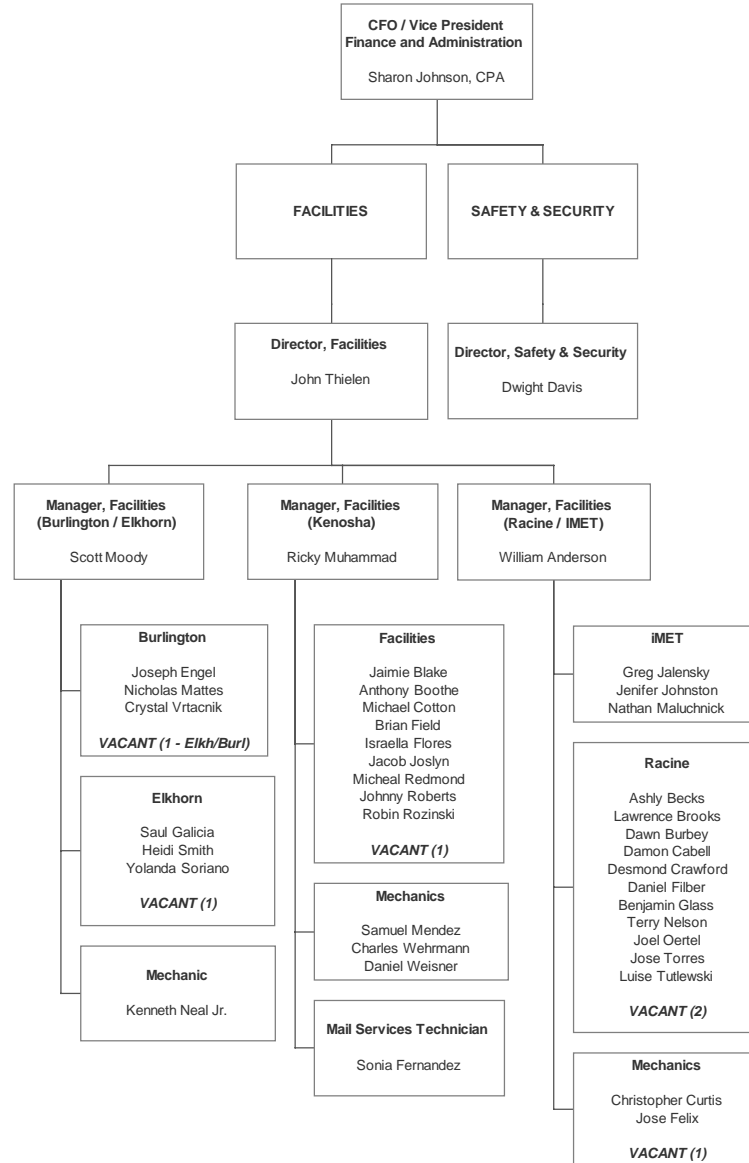 CFO / Vice President
Finance and Administration
Sharon Johnson, CPA
FACILITIES
SAFETY & SECURITY
Director, Facilities
John Thielen
Director, Safety & Security
Dwight Davis
Manager, Facilities
(Burlington / Elkhorn)
Scott Moody
Manager, Facilities
(Kenosha)
Ricky Muhammad
Manager, Facilities
(Racine / IMET)
William Anderson
Burlington
Joseph Engel
Nicholas Mattes
Crystal Vrtacnik
VACANT (1 - Elkh/Burl)
Elkhorn
Saul Galicia
Heidi Smith
Yolanda Soriano
VACANT (1)
Mechanic
Kenneth Neal Jr.
Facilities
Jaimie Blake
Anthony Boothe
Michael Cotton
Brian Field
Israella Flores
Jacob Joslyn
Micheal Redmond
Johnny Roberts
Robin Rozinski
VACANT (1)
Mechanics
Samuel Mendez
Charles Wehrmann
Daniel Weisner
Mail Services Technician
Sonia Fernandez
iMET
Greg Jalensky
Jenifer Johnston
Nathan Maluchnick
Racine
Ashly Becks
Lawrence Brooks
Dawn Burbey
Damon Cabell
Desmond Crawford
Daniel Filber
Benjamin Glass
Terry Nelson
Joel Oertel
Jose Torres
Luise Tutlewski
VACANT (2)
Mechanics
Christopher Curtis
Jose Felix
VACANT (1)